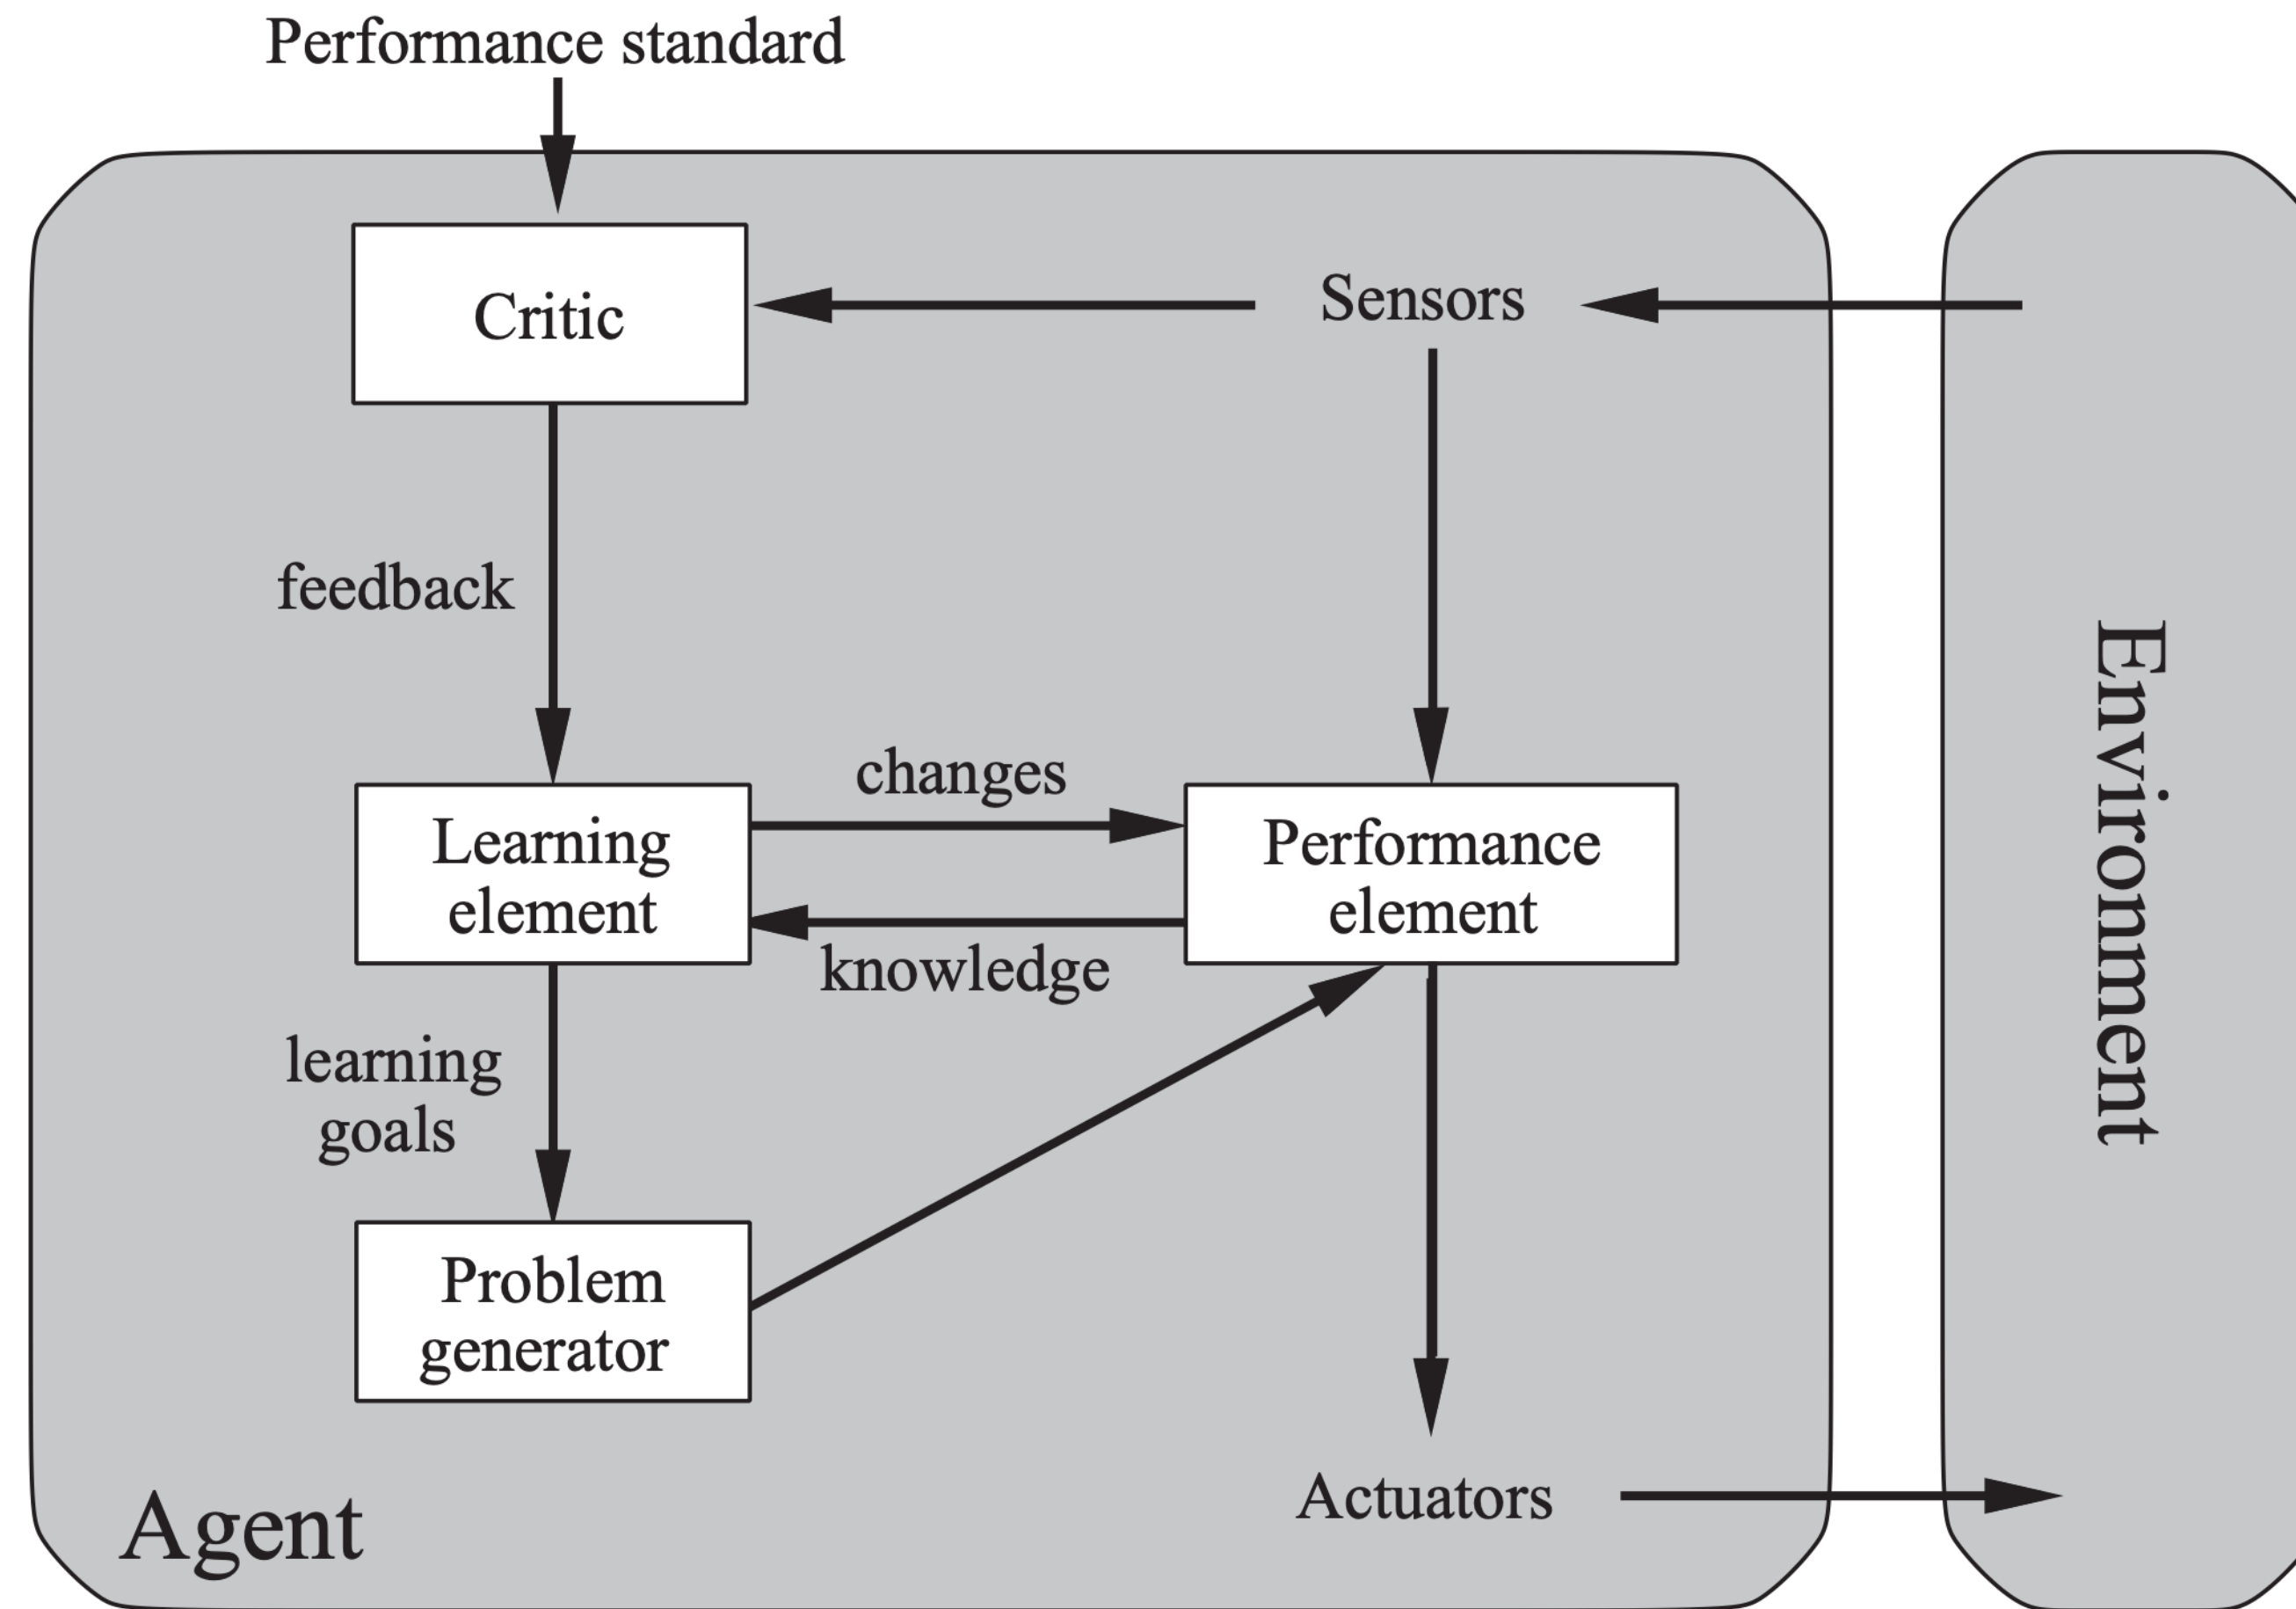 Performance standard
Critic
Sensors
feedback
changes
Learning
element
Performance
element
knowledge
learning
goals
Problem
generator
Actuators
Agent
Environment